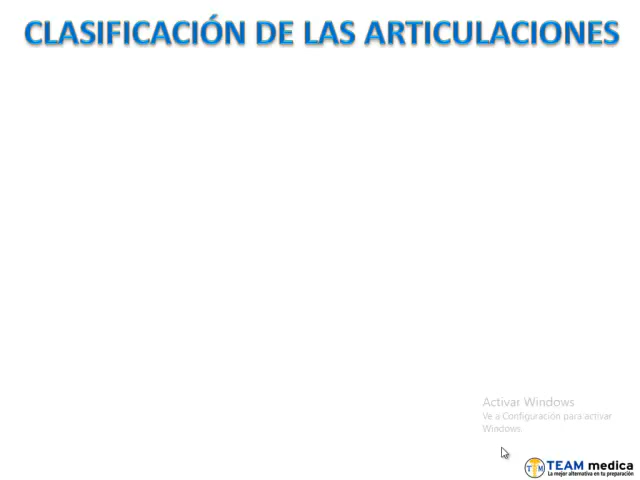 CLASIFICACIÓN DE LAS ARTICULACIONES
Activar Windows
Ve a Configuración para activar
Windows.
TM TEAM medica
La mejor alternativa en tu preparación